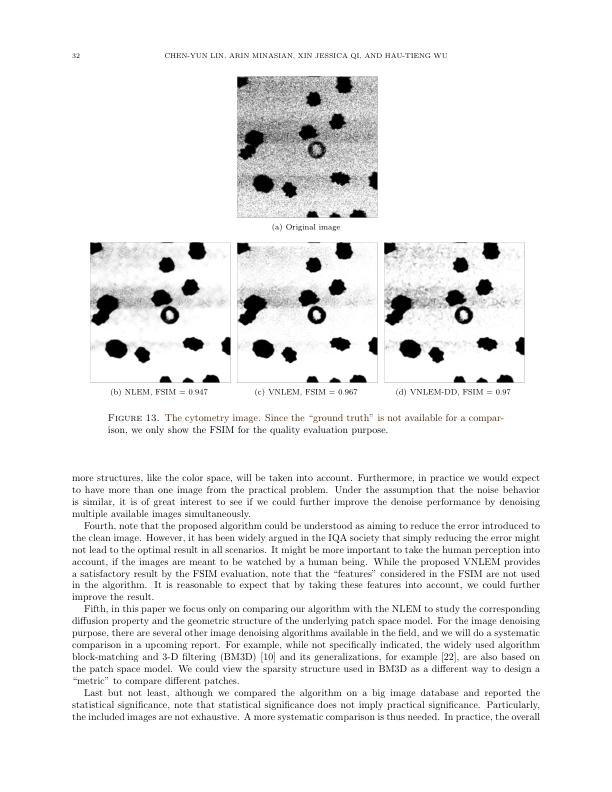 32
CHEN-YUN LIN, ARIN MINASIAN, XIN JESSICA QI, AND HAU-TIENG WU
(a) Original image
(b) NLEM, FSIM = 0.947
(c) VNLEM, FSIM = 0.967
(d) VNLEM-DD, FSIM = 0.97
FIGURE 13. The cytometry image. Since the “ground truth” is not available for a compar-
ison, we only show the FSIM for the quality evaluation purpose.
more structures, like the color space, will be taken into account. Furthermore, in practice we would expect
to have more than one image from the practical problem. Under the assumption that the noise behavior
is similar, it is of great interest to see if we could further improve the denoise performance by denoising
multiple available images simultaneously.
Fourth, note that the proposed algorithm could be understood as aiming to reduce the error introduced to
the clean image. However, it has been widely argued in the IQA society that simply reducing the error might
not lead to the optimal result in all scenarios. It might be more important to take the human perception into
account, if the images are meant to be watched by a human being. While the proposed VNLEM provides
a satisfactory result by the FSIM evaluation, note that the “features” considered in the FSIM are not used
in the algorithm. It is reasonable to expect that by taking these features into account, we could further
improve the result.
Fifth, in this paper we focus only on comparing our algorithm with the NLEM to study the corresponding
diffusion property and the geometric structure of the underlying patch space model. For the image denoising
purpose, there are several other image denoising algorithms available in the field, and we will do a systematic
comparison in a upcoming report. For example, while not specifically indicated, the widely used algorithm
block-matching and 3-D filtering (BM3D) [10] and its generalizations, for example [22], are also based on
the patch space model. We could view the sparsity structure used in BM3D as a different way to design a
“metric” to compare different patches.
Last but not least, although we compared the algorithm on a big image database and reported the
statistical significance, note that statistical significance does not imply practical significance. Particularly,
the included images are not exhaustive. A more systematic comparison is thus needed. In practice, the overall